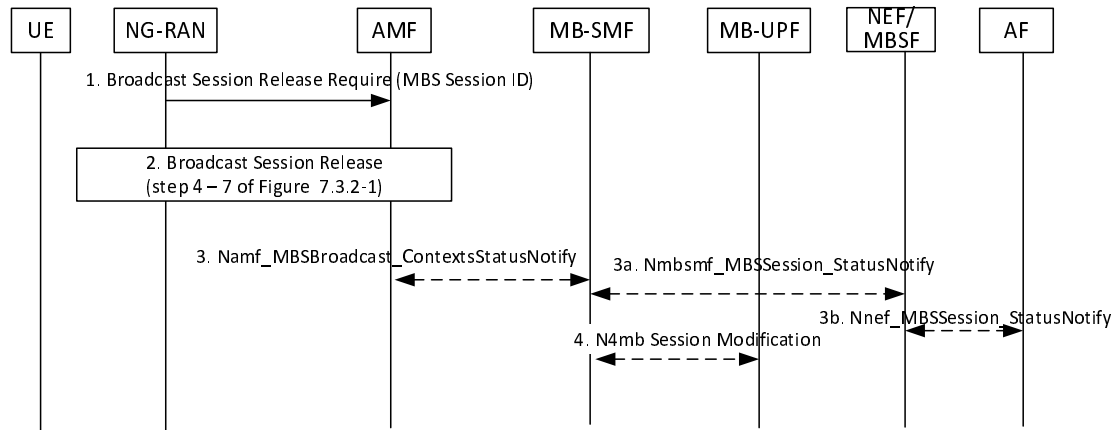 UE
NG-RAN
AMF
MB-SMF
MB-UPF
NEF/
MBSF
AF
1. Broadcast Session Release Require (MBS Session ID)
2. Broadcast Session Release
(step 4 – 7 of Figure 7.3.2-1)
3. Namf_MBSBroadcast_ContextsStatusNotify
3a. Nmbsmf_MBSSession_StatusNotify
3b. Nnef_MBSSession_StatusNotify
4. N4mb Session Modification